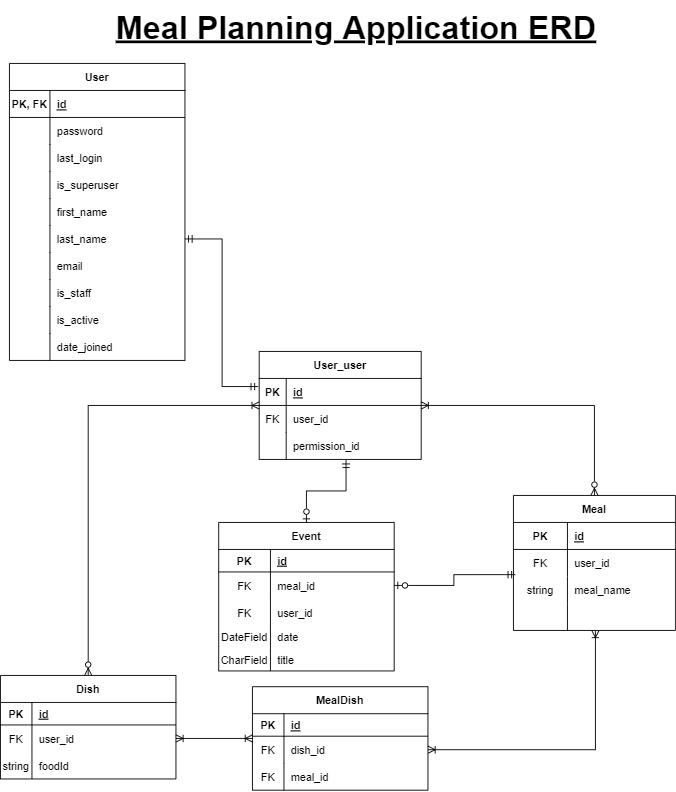 Meal Planning Application ERD
User
PK, FK id
password
last_login
is_superuser
first_name
last_name
email
is_staff
is_active
date_joined
User_user
PK id
FK user_id
permission_id
Meal
PK id
FK user_id
string meal_name
Event
PK id
FK meal_id
FK user_id
DateField date
CharField title
Dish
PK id
FK user_id
string foodId
MealDish
PK id
FK dish_id
FK meal_id